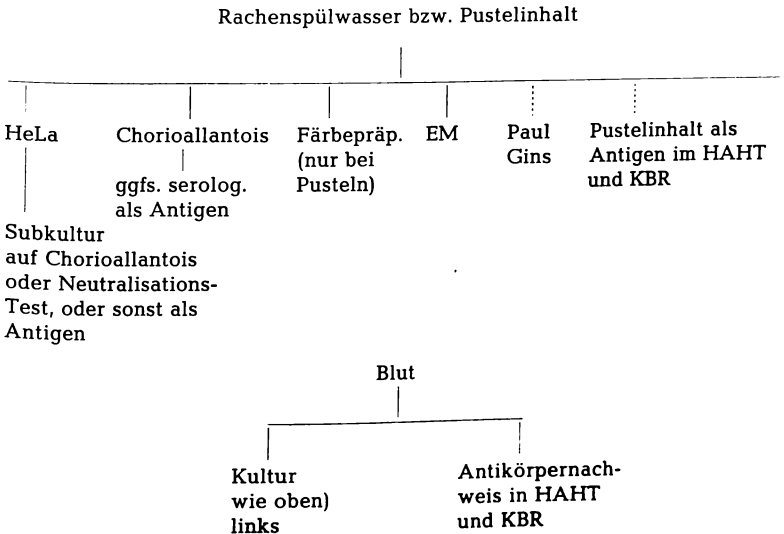 Rachenspülwasser bzw. Pustelinhalt
HeLa
Subkultur
auf Chorioallantois
oder Neutralisations-
Test, oder sonst als
Antigen
Chorioallantois
ggfs. serolog.
als Antigen
Färbepräp.
(nur bei
Pusteln)
EM
Paul
Gins
Pustelinhalt als
Antigen im HAHT
und KBR
Blut
Kultur
wie oben)
links
Antikörpernach-
weis in HAHT
und KBR